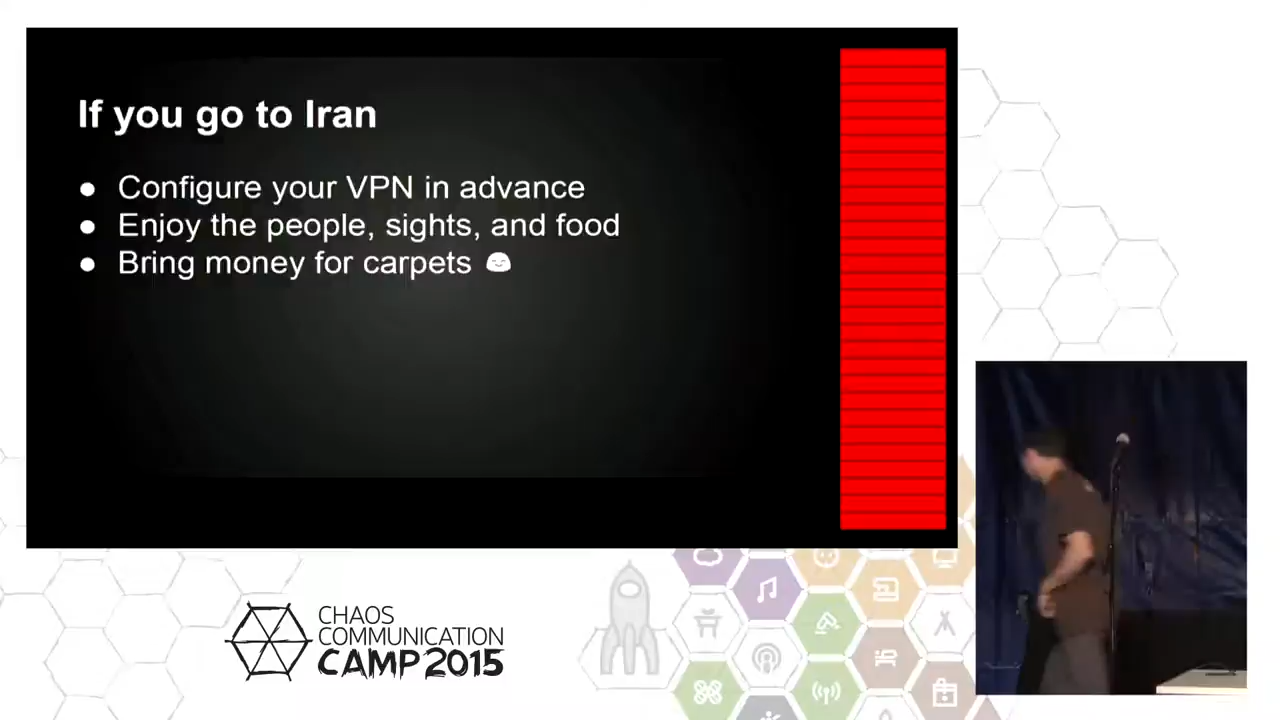 If you go to Iran
● Configure your VPN in advance
● Enjoy the people, sights, and food
● Bring money for carpets
CHAOS
COMMUNICATION
CAMP 2015